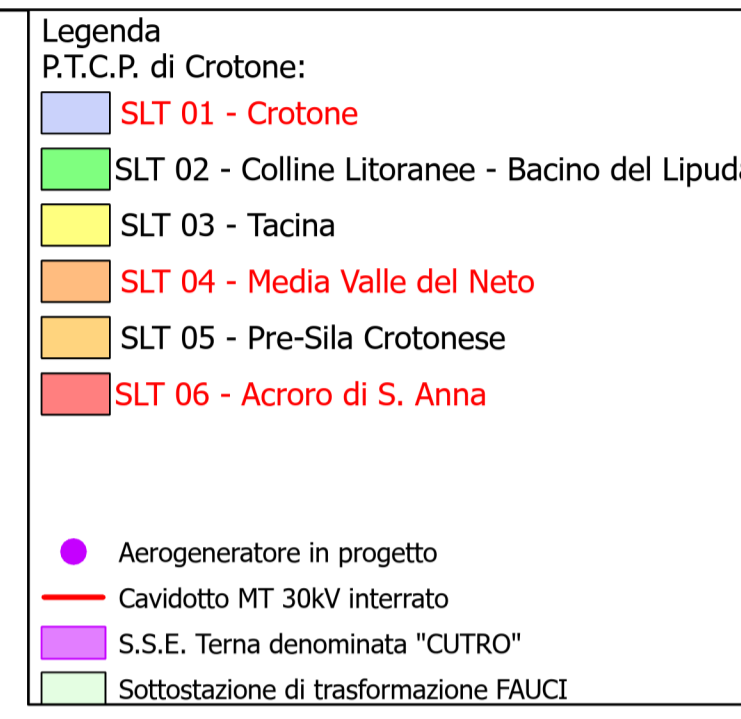 Legenda
P.T.C.P. di Crotone:
SLT 01 - Crotone
SLT 02 - Colline Litoranee - Bacino del
SLT 03 - Tacina
SLT 04 - Media Valle del Neto
SLT 05 - Pre-Sila Crotonese
SLT 06 - Acroro di S. Anna
Aerogeneratore in progetto
Cavidotto MT 30kV interrato
S.S.E. Terna denominata "CUTRO"
Sottostazione di trasformazione FAUCI